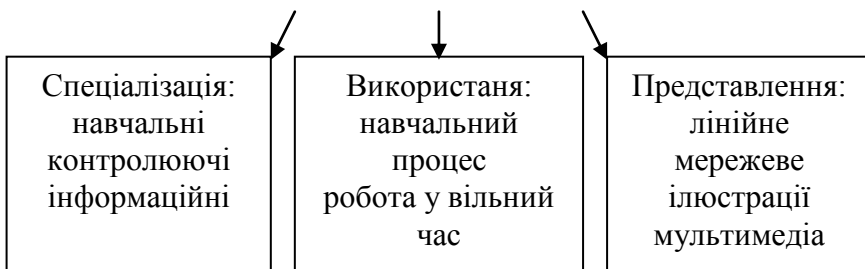 Спеціалізація:
навчальні
контролюючі
інформаційні
Використаня:
навчальний
процес
робота у вільний
час
Представлення:
лінійне
мережеве
ілюстрації
мультимедіа